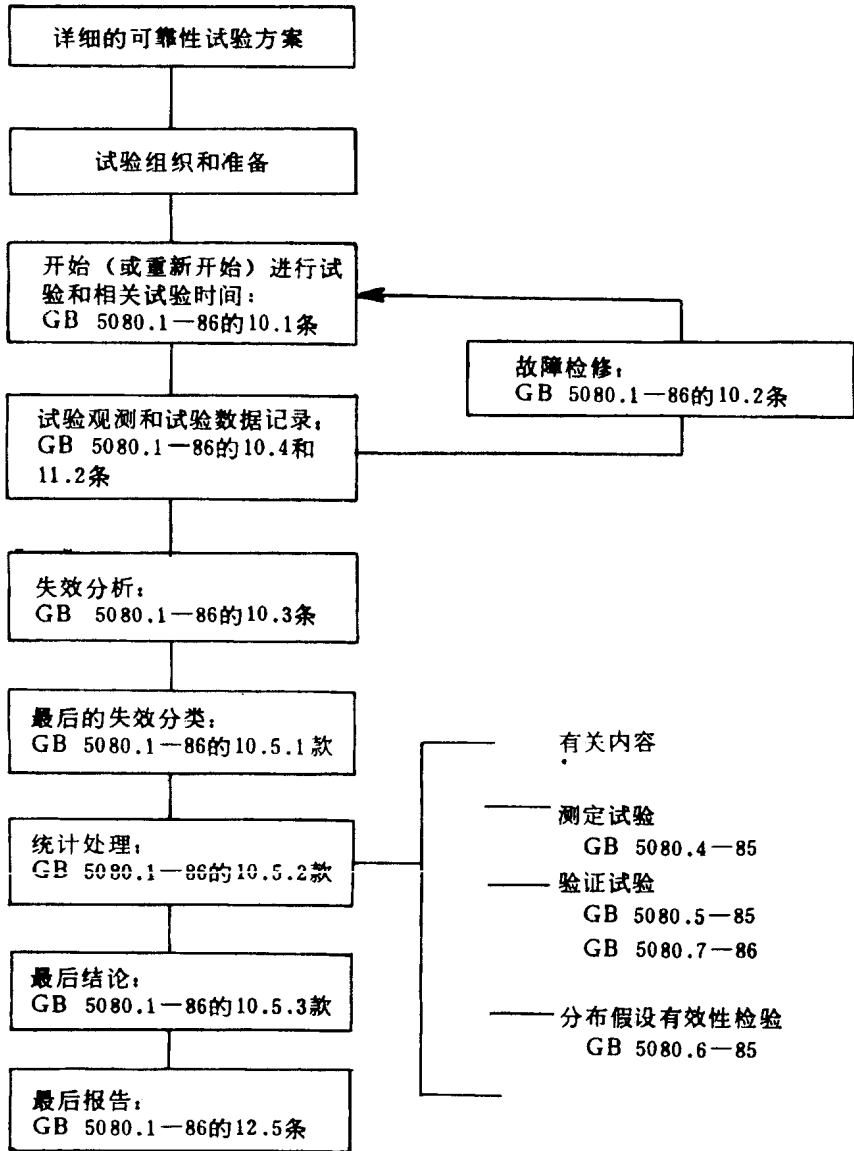 详细的可靠性试验方案
试验组织和准备
开始（或重新开始）进行试
验和相关试验时间：
GB 5080.1—86的10.1条
故障检修：
GB 5080.1—86的10.2条
试验观测和试验数据记录：
GB 5080.1—86的10.4和
11.2条
失效分析：
GB 5080.1—86的10.3条
最后的失效分类：
GB 5080.1—86的10.5.1款
统计处理：
GB 5080.1—86的10.5.2款
有关内容
测定试验
GB 5080.4—85
验证试验
GB 5080.5—85
GB 5080.7—86
分布假设有效性检验
GB 5080.6—85
最后结论：
GB 5080.1—86的10.5.3款
最后报告：
GB 5080.1—86的12.5条